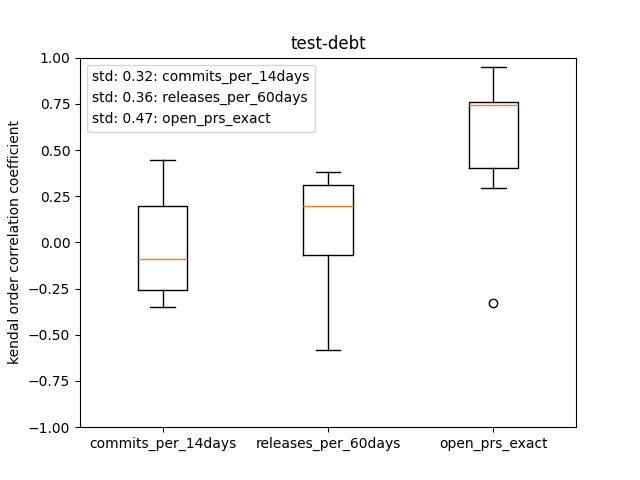 test-debt
std: 0.32: commits_per_14days
std: 0.36: releases_per_60days
std: 0.47: open_prs_exact
kendal order correlation coefficient
1.00
0.75
0.50
0.25
0.00
−0.25
−0.50
−0.75
−1.00
commits_per_14days
releases_per_60days
open_prs_exact